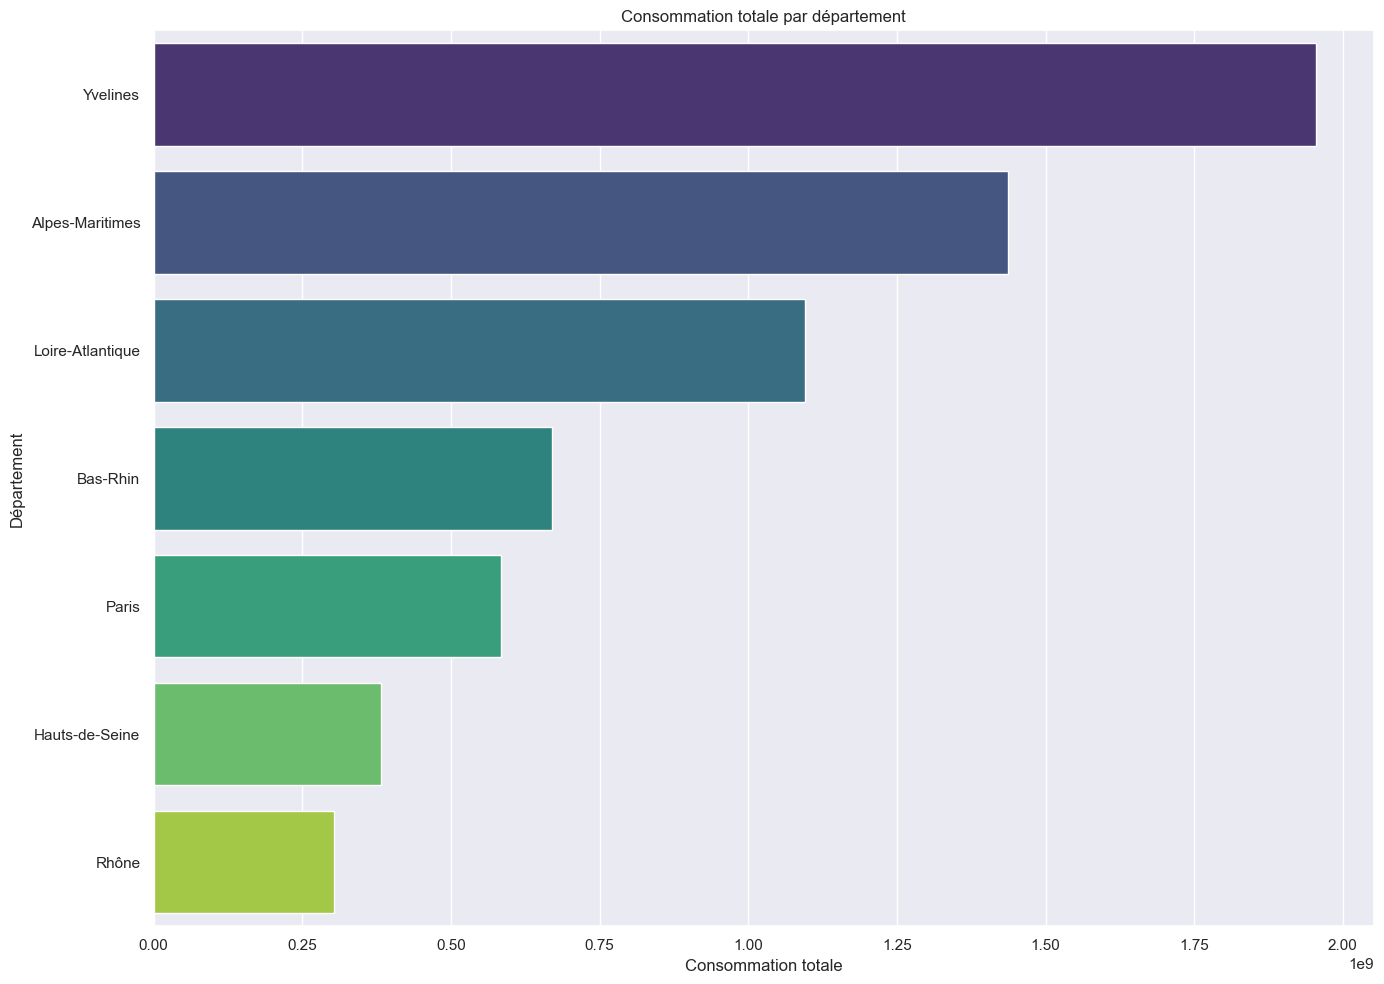 Consommation totale par département
Yvelines
Alpes-Maritimes
Loire-Atlantique
Bas-Rhin
Paris
Hauts-de-Seine
Rhône
Département
0.00 0.25 0.50 0.75 1.00 1.25 1.50 1.75 2.00
1e9
Consommation totale